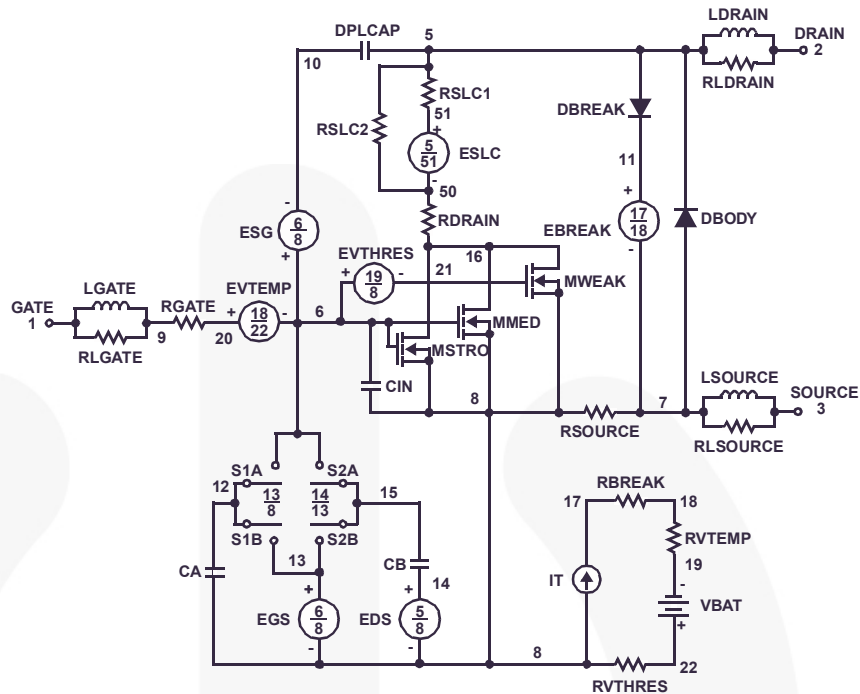 LDRAIN
DPLCAP 5 DRAIN
10 2
RLDRAIN
RSLC1
DBREAK
51
RSLC2
+
5
51
ESLC
11
-
50
-
+
RDRAIN
6
8
ESG
17
18
DBODY
EBREAK
+
16
-
EVTHRES
+ 19
8 - 21
MWEAK
LGATE EVTEMP
GATE RGATE + 18
22 - 6
MMED
1
9 20
MSTRO
RLGATE
LSOURCE
CIN
8 7 SOURCE
3
RSOURCE
RLSOURCE
S1A S2A
12 13
8 14
13 15
RBREAK
17 18
S1B S2B
RVTEMP
13
CB
CA 19
IT
14
+ + -
VBAT
6
8
EGS
5
8
EDS
+
- - 8
22
RVTHRES